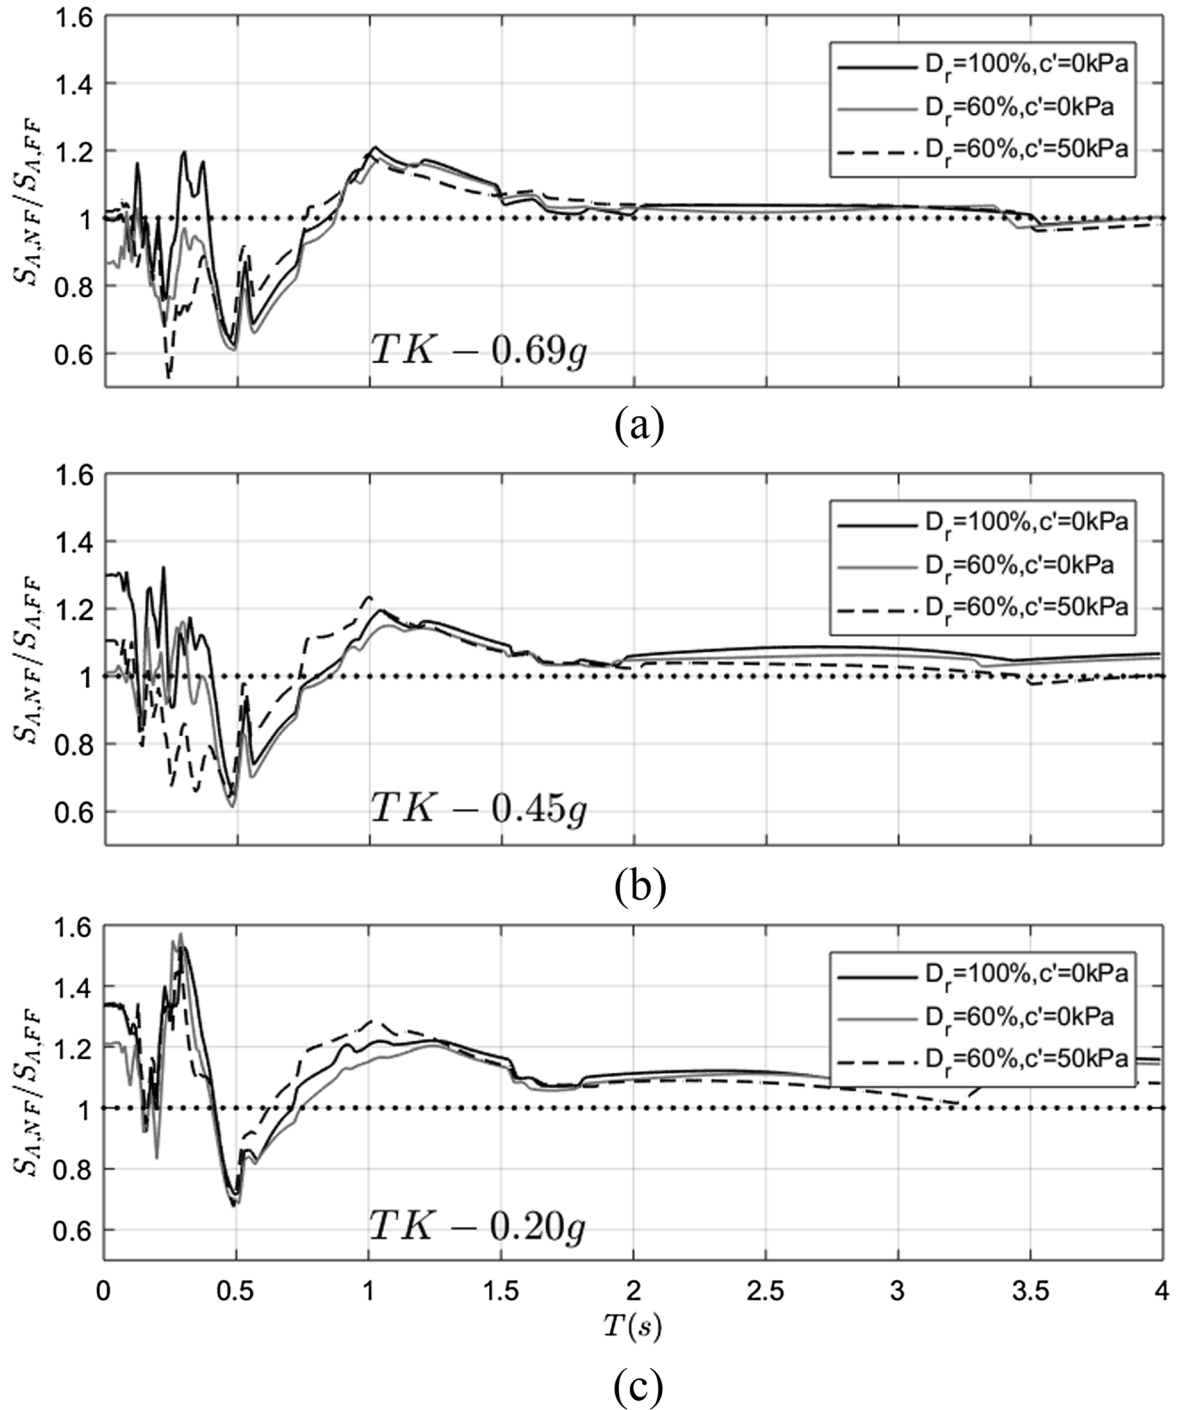 1.6
1.4
1.2
1
0.8
0.6
S_{A,NF}/S_{A,FF}
D_r=100%,c'=0kPa
D_r=60%,c'=0kPa
D_r=60%,c'=50kPa
TK − 0.69g
(a)
1.6
1.4
1.2
1
0.8
0.6
S_{A,NF}/S_{A,FF}
D_r=100%,c'=0kPa
D_r=60%,c'=0kPa
D_r=60%,c'=50kPa
TK − 0.45g
(b)
1.6
1.4
1.2
1
0.8
0.6
S_{A,NF}/S_{A,FF}
D_r=100%,c'=0kPa
D_r=60%,c'=0kPa
D_r=60%,c'=50kPa
TK − 0.20g
0 0.5 1 1.5 2 2.5 3 3.5 4
T(s)
(c)